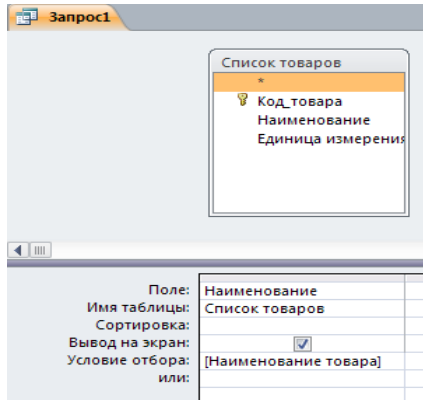 Запрос1
Список товаров
*
Код_товара
Наименование
Единица измерения
Поле: Наименование
Имя таблицы: Список товаров
Сортировка:
Вывод на экран:
Условие отбора: [Наименование товара]
или: